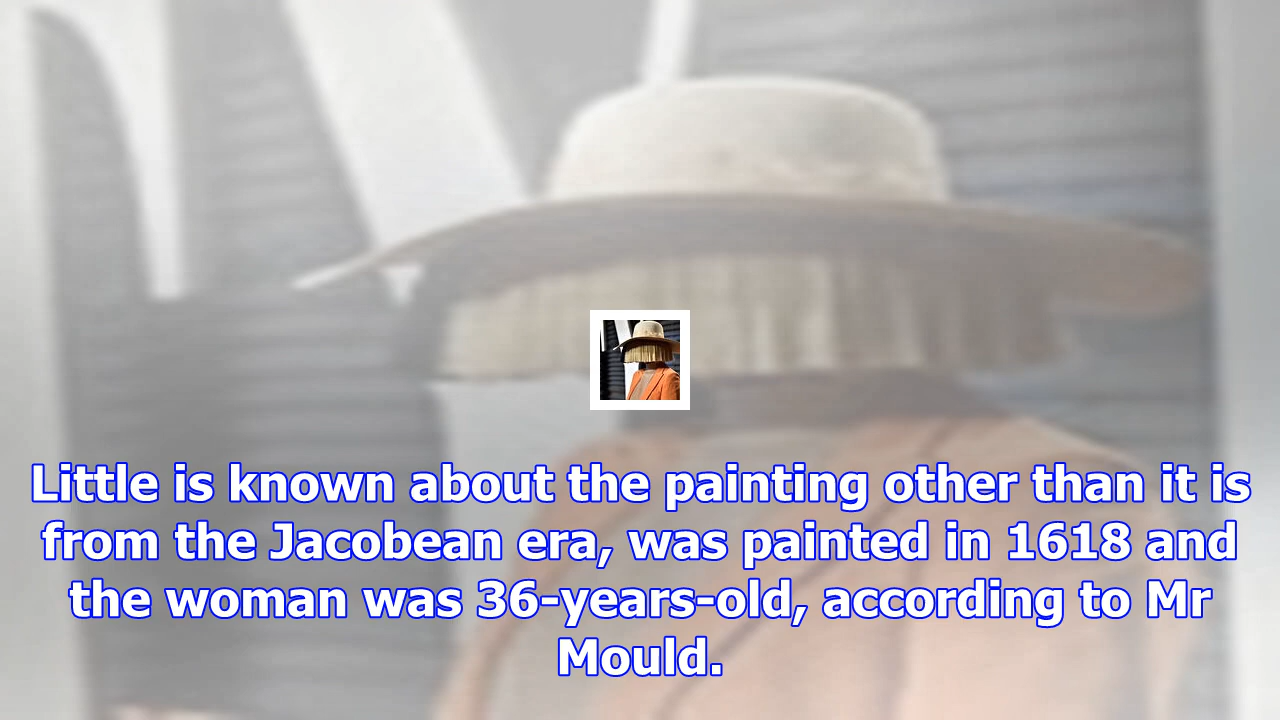 Little is known about the painting other than it is
from the Jacobean era, was painted in 1618 and
the woman was 36-years-old, according to Mr
Mould.